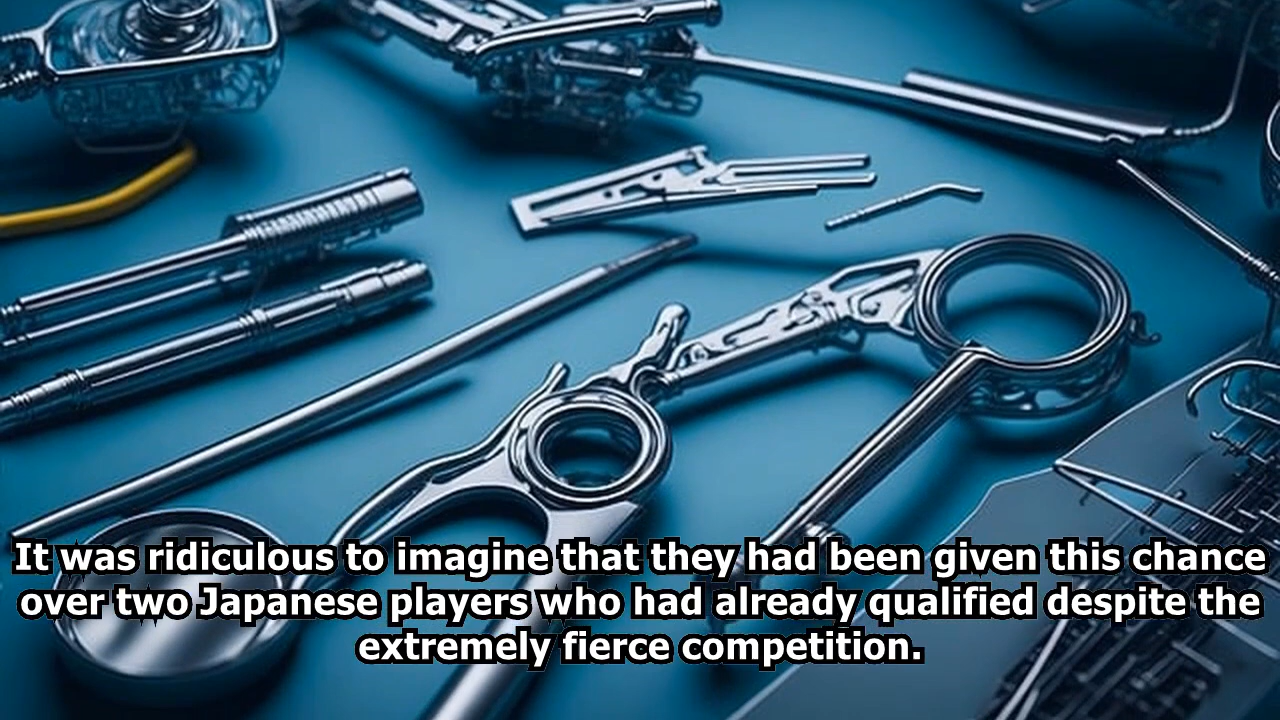 It was ridiculous to imagine that they had been given this chance
over two Japanese players who had already qualified despite the
extremely fierce competition.